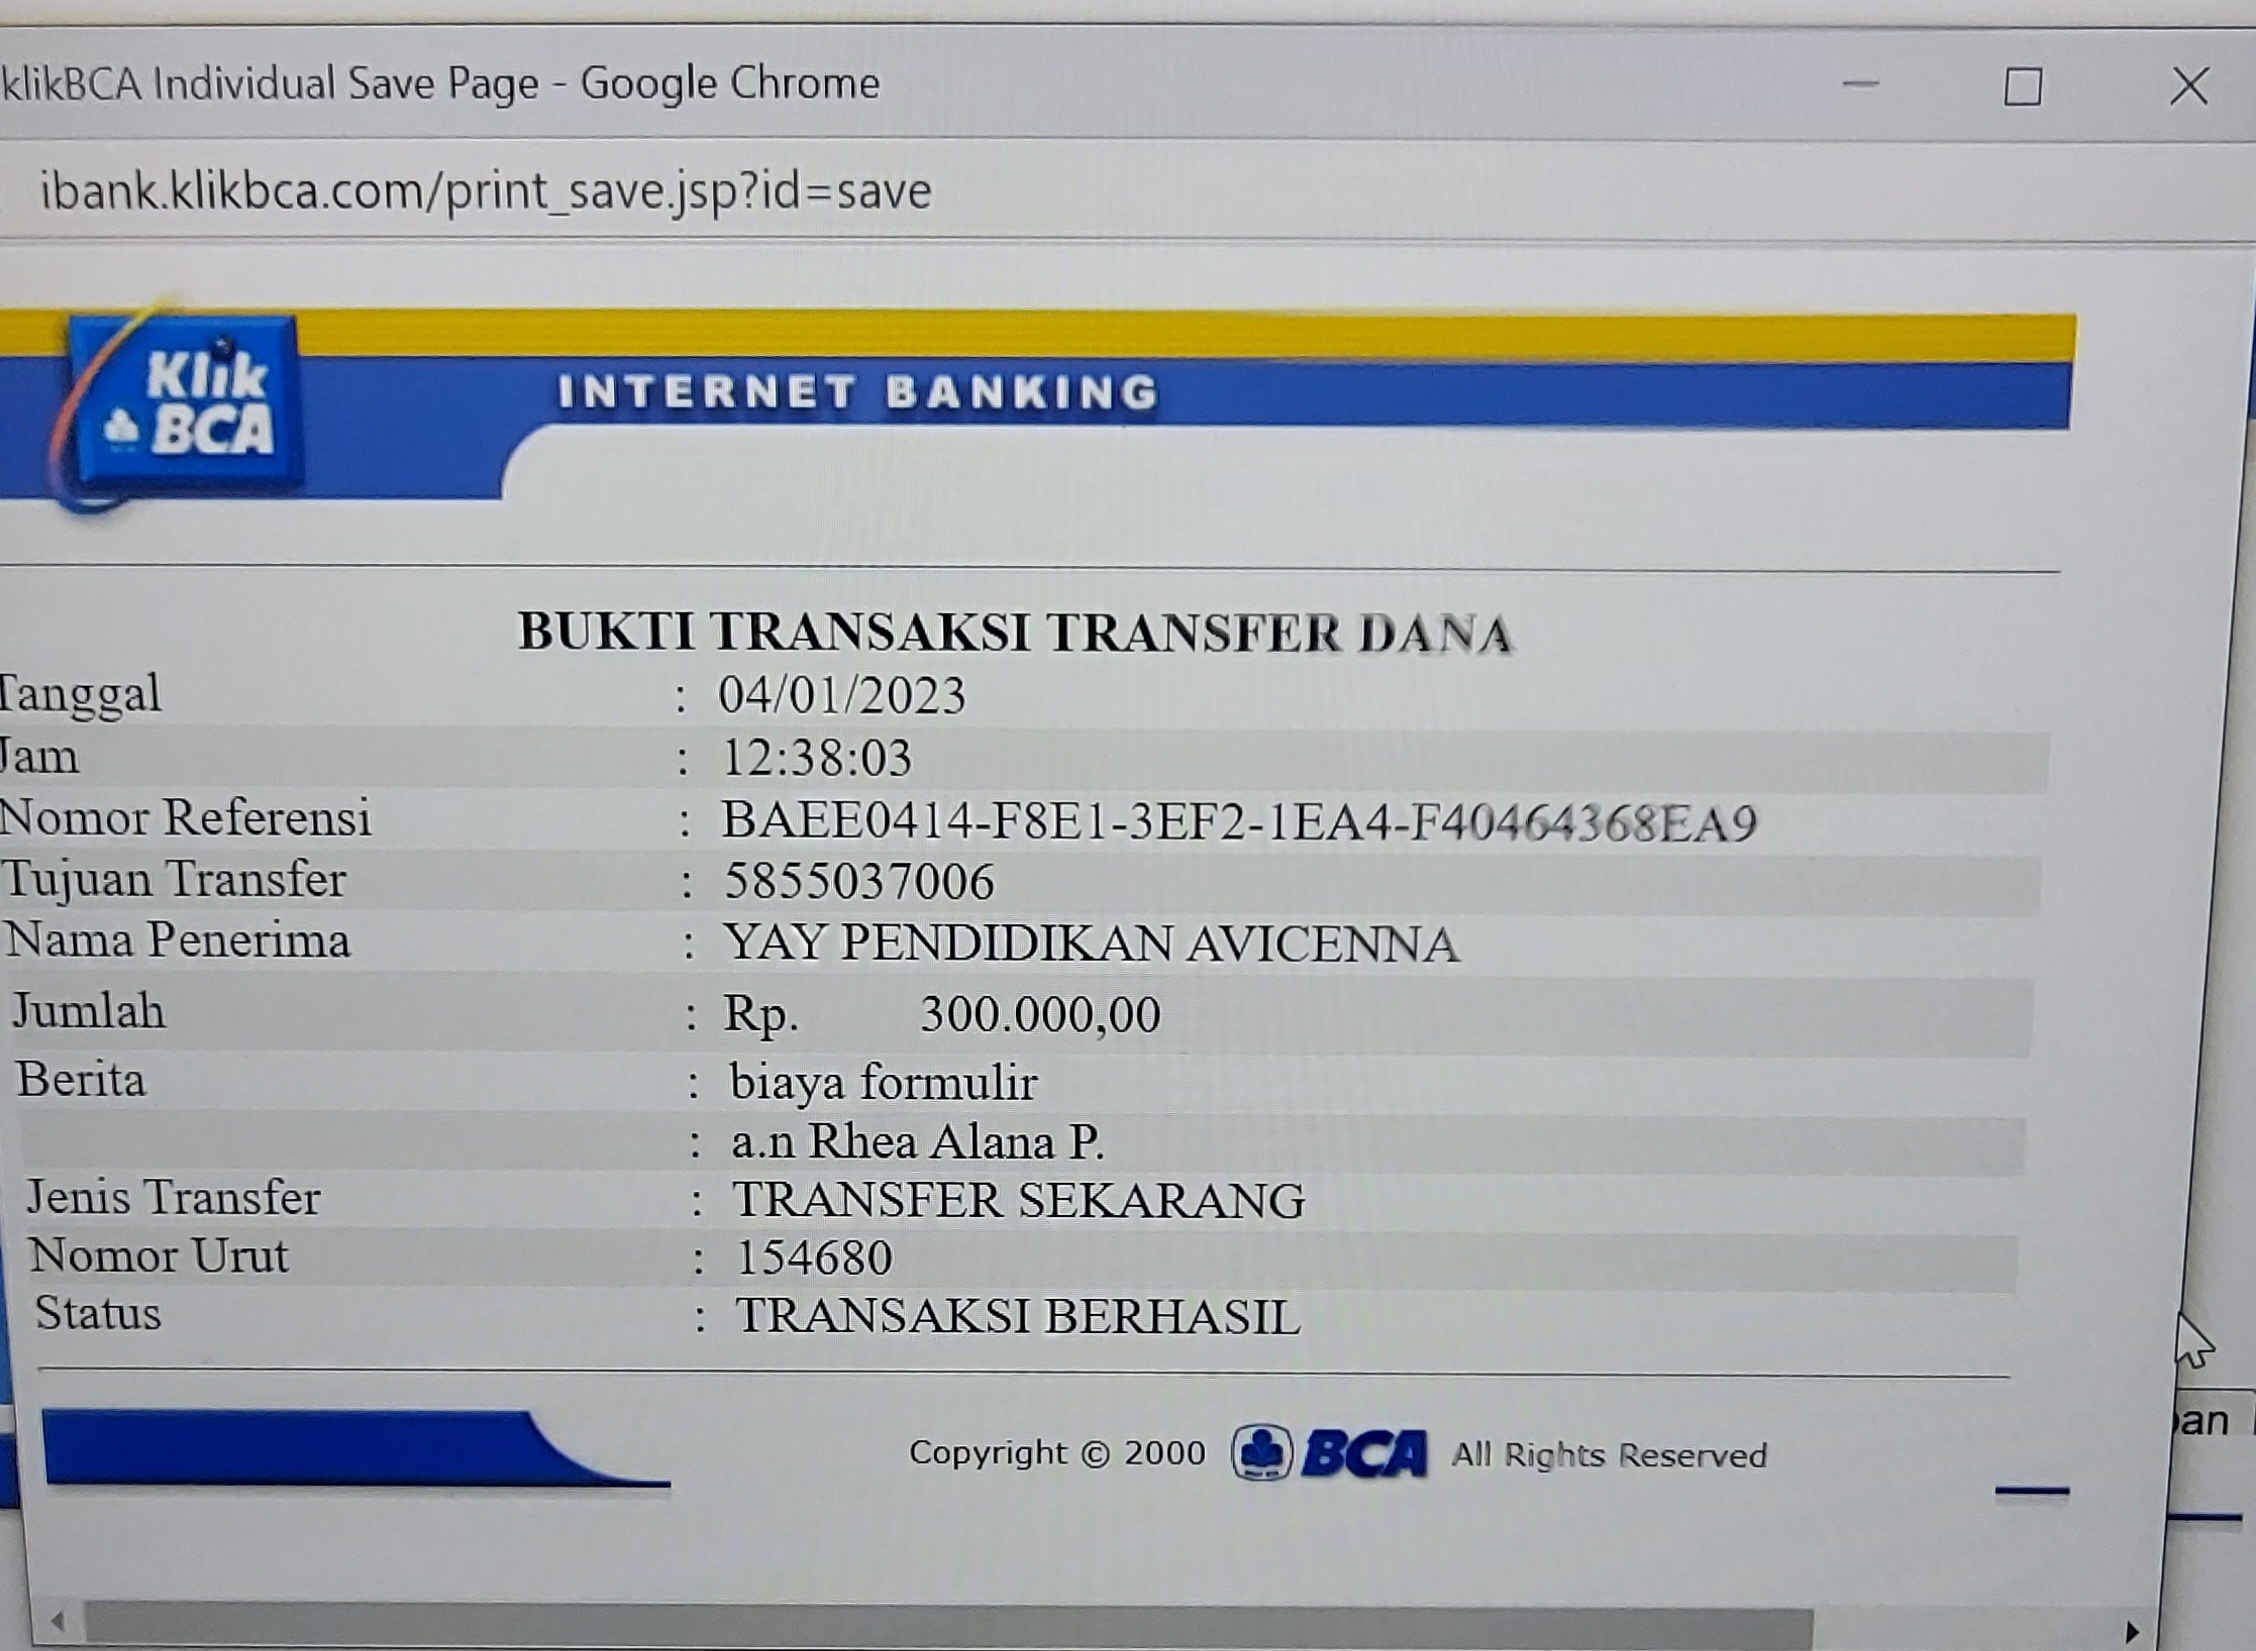 klikBCA Individual Save Page - Google Chrome
ibank.klikbca.com/print_save.jsp?id=save
Klik
BCA
INTERNET BANKING
BUKTI TRANSAKSI TRANSFER DANA
Tanggal : 04/01/2023
Jam : 12:38:03
Nomor Referensi : BAEE0414-F8E1-3EF2-1EA4-F40464368EA9
Tujuan Transfer : 5855037006
Nama Penerima : YAY PENDIDIKAN AVICENNA
Jumlah : Rp. 300.000,00
Berita : biaya formulir
: a.n Rhea Alana P.
Jenis Transfer : TRANSFER SEKARANG
Nomor Urut : 154680
Status : TRANSAKSI BERHASIL
Copyright © 2000 BCA All Rights Reserved